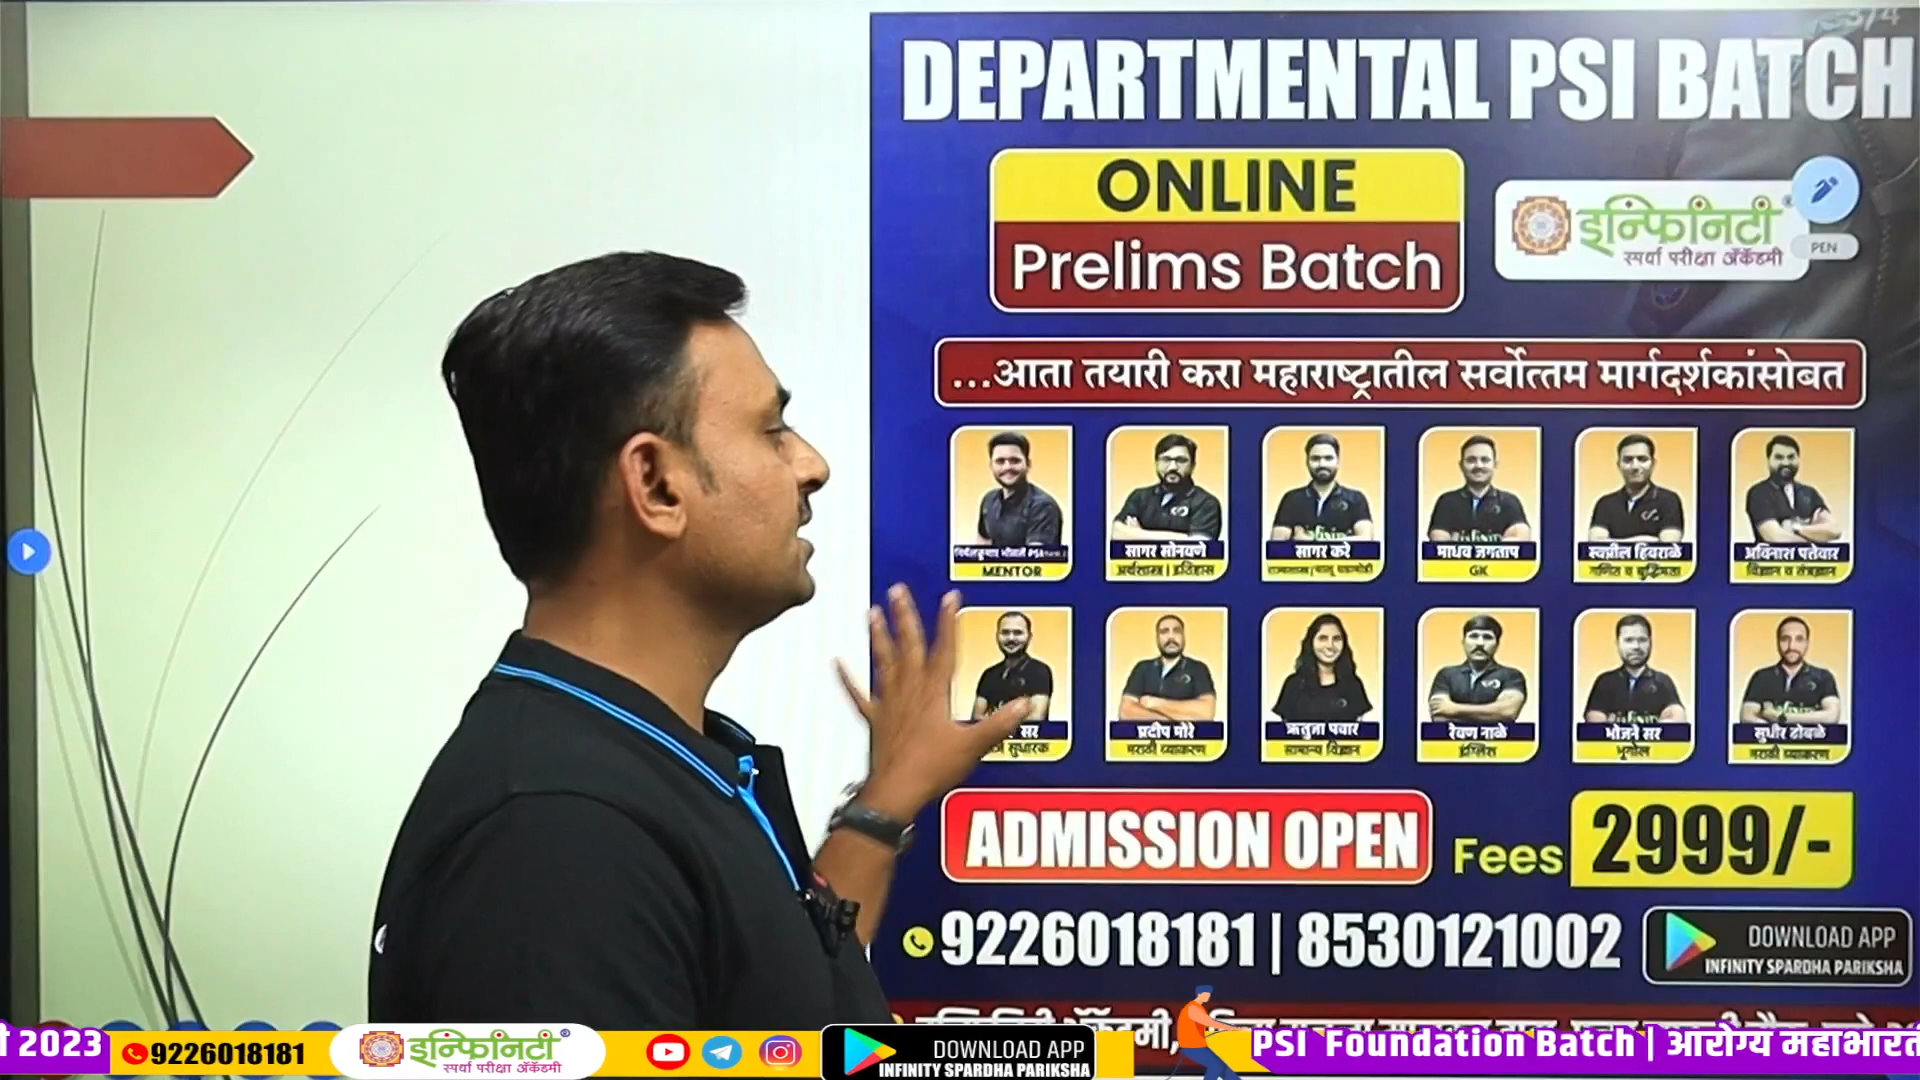 374
DEPARTMENTAL PSI BATCH
ONLINE
Prelims Batch
इन्फिनिटी
स्पर्धा परीक्षा अ‍ॅकॅडमी
PEN
...आता तयारी करा महाराष्ट्रातील सर्वोत्तम मार्गदर्शकांसोबत
MENTOR
सागर सोनवणे
अर्थशास्त्र | इतिहास
सागर करे
माधव जगताप
GK
स्वप्नील हिवराळे
गणित व बुद्धिमता
अविनाश पत्तेवार
विज्ञान व तंत्रज्ञान
सर
सुधारक
प्रदीप मोरे
मराठी व्याकरण
ऋतुजा पवार
सामान्य विज्ञान
रेवण नाळे
इंग्लिश
भोजने सर
भूगोल
सुधीर ढोबळे
मराठी व्याकरण
ADMISSION OPEN
Fees 2999/-
9226018181 | 8530121002
DOWNLOAD APP
INFINITY SPARDHA PARIKSHA
2023
9226018181
इन्फिनिटी®
स्पर्धा परीक्षा अ‍ॅकॅडमी
DOWNLOAD APP
INFINITY SPARDHA PARIKSHA
PSI Foundation Batch | आरोग्य महाभारती